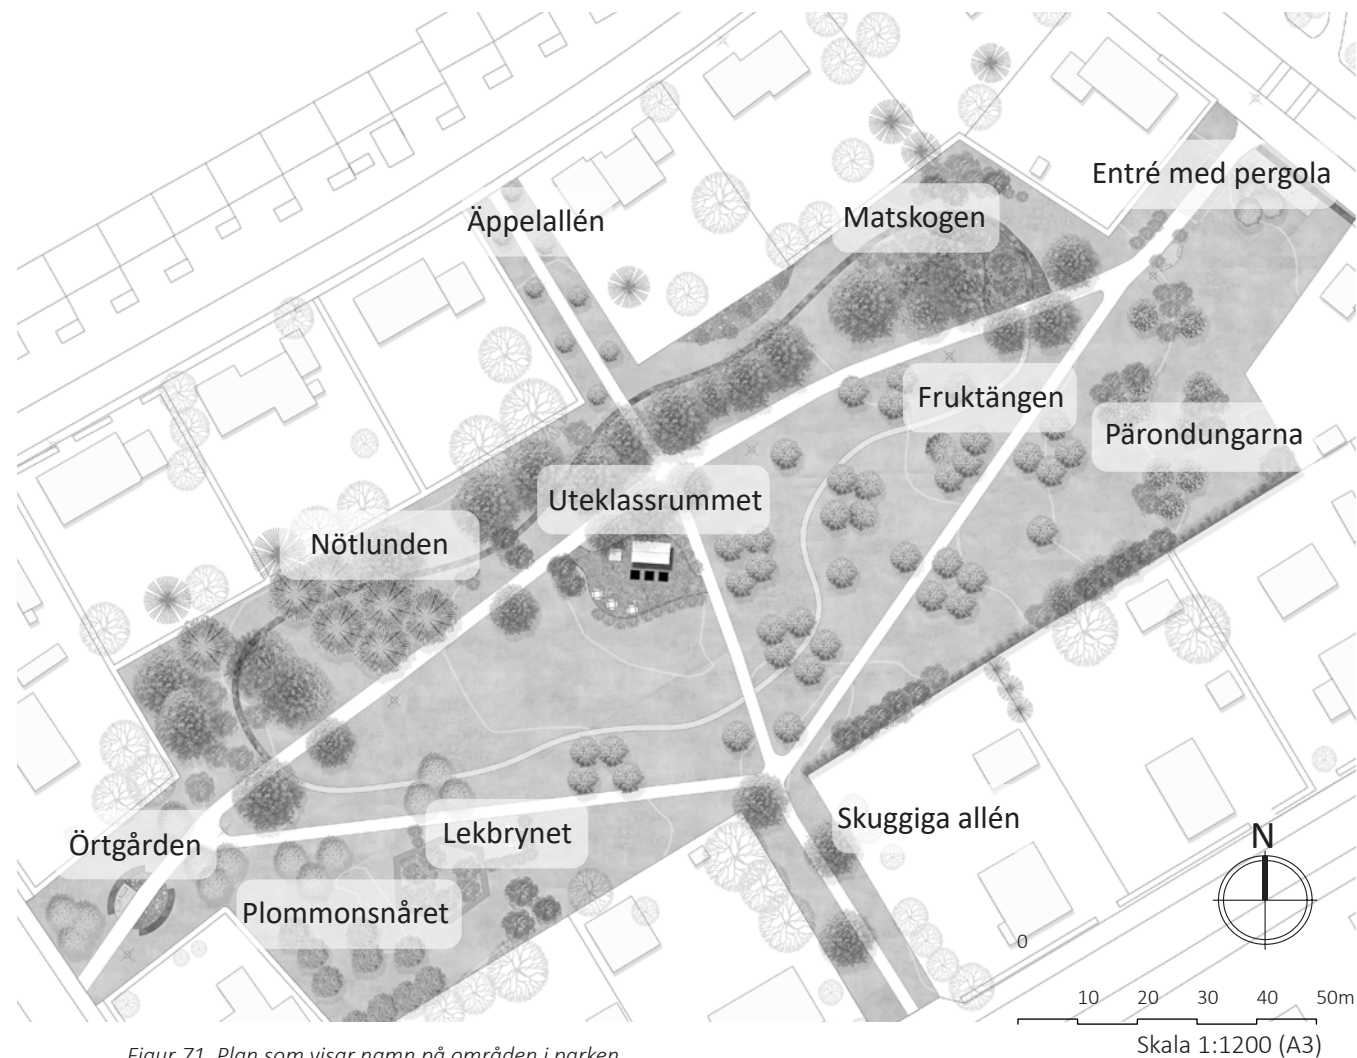 Entré med pergola
Äppelallén
Matskogen
Fruktängen
Pärondungarna
Uteklassrummet
Nötlunden
Skuggiga allén
Lekbrynet
Örtgården
Plommonsnåret
N
0
10 20 30 40 50m
Skala 1:1200 (A3)
Figur 71. Plan som visar namn på områden i parken